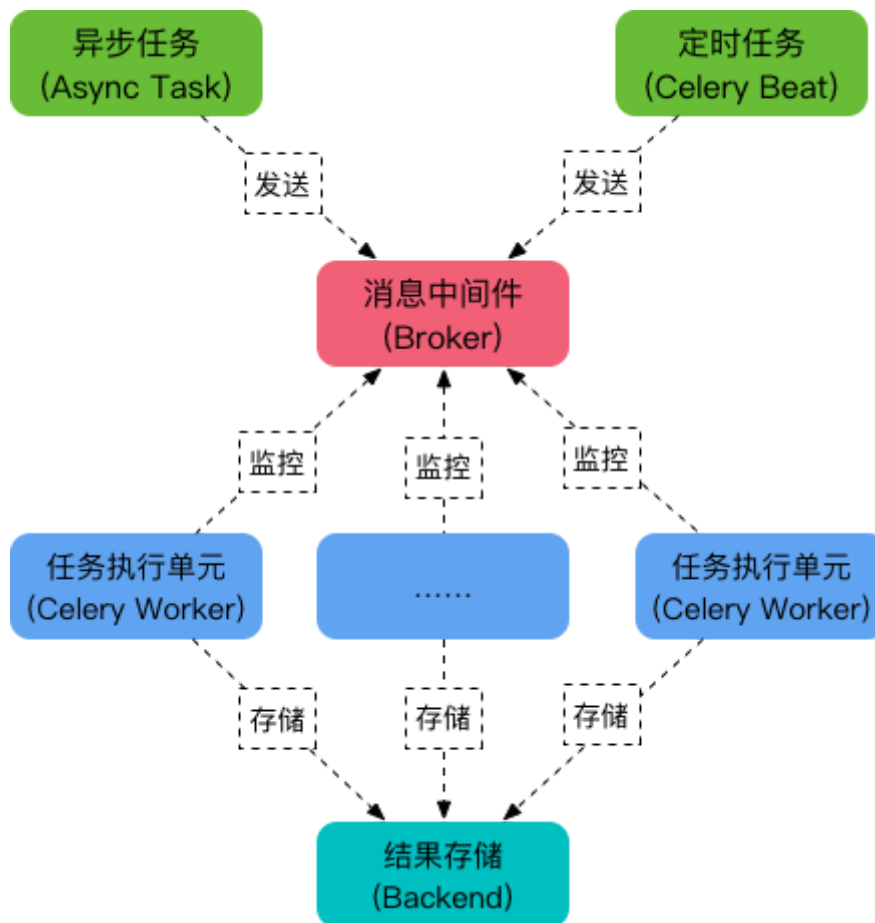 异步任务
(Async Task)
定时任务
(Celery Beat)
发送
发送
消息中间件
(Broker)
监控
监控
监控
任务执行单元
(Celery Worker)
......
任务执行单元
(Celery Worker)
存储
存储
存储
结果存储
(Backend)